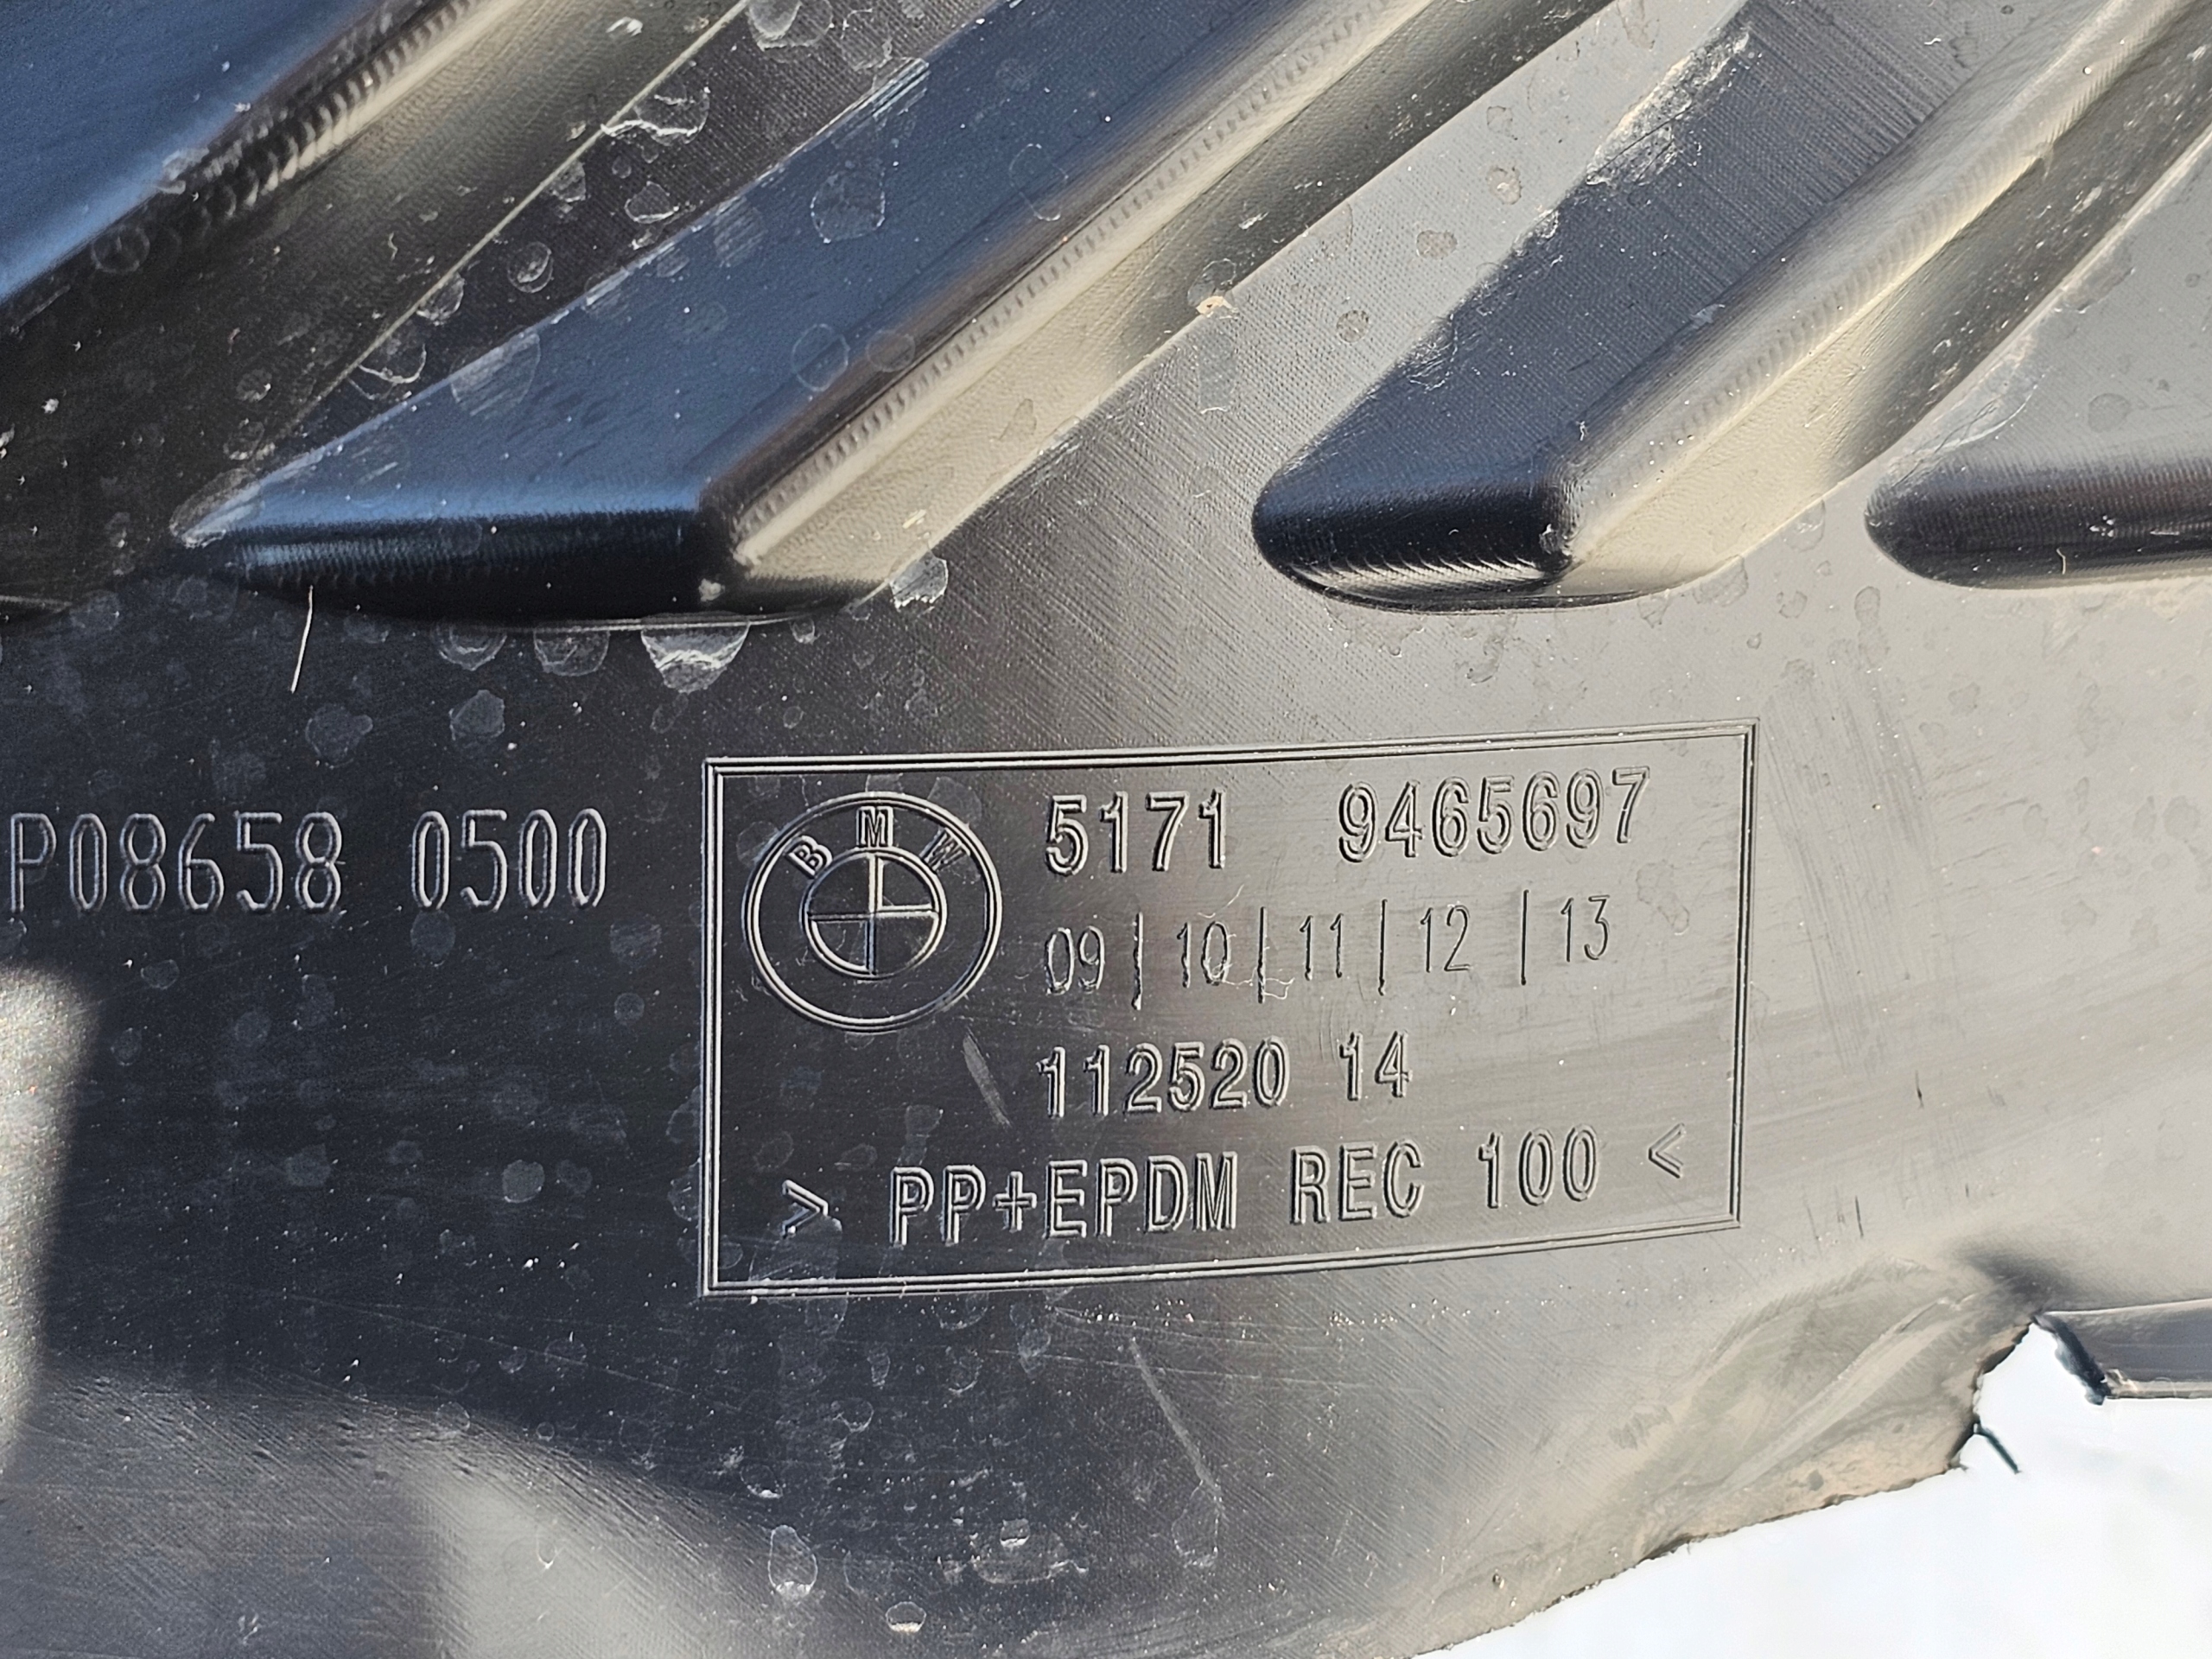 P08658 0500
BMW
5171 9465697
09 | 10 | 11 | 12 | 13
112520 14
> PP+EPDM REC 100 <